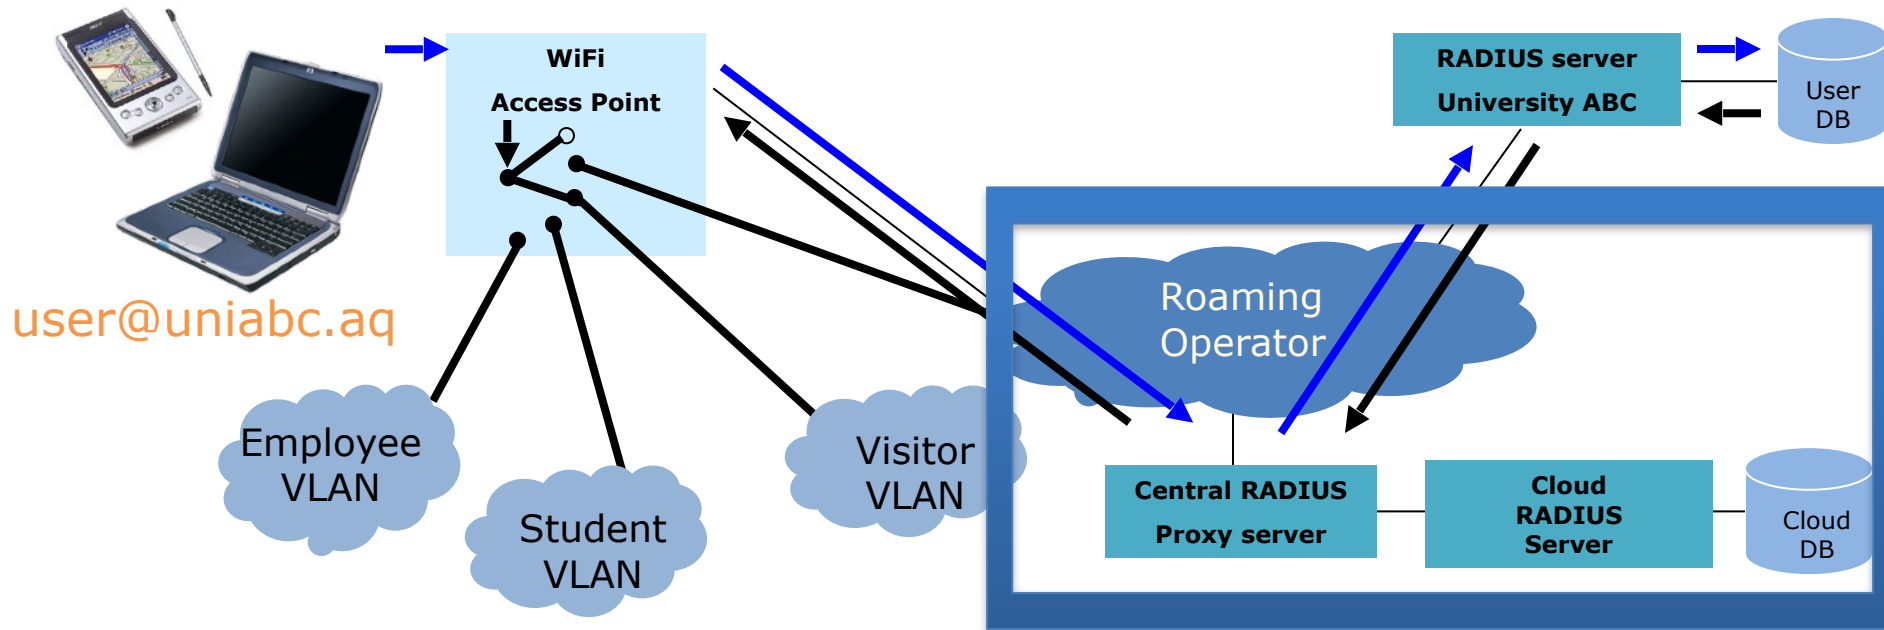 WiFi
Access Point
RADIUS server
University ABC
User
DB
user@uniabc.aq
Roaming
Operator
Employee
VLAN
Student
VLAN
Visitor
VLAN
Central RADIUS
Proxy server
Cloud
RADIUS
Server
Cloud
DB